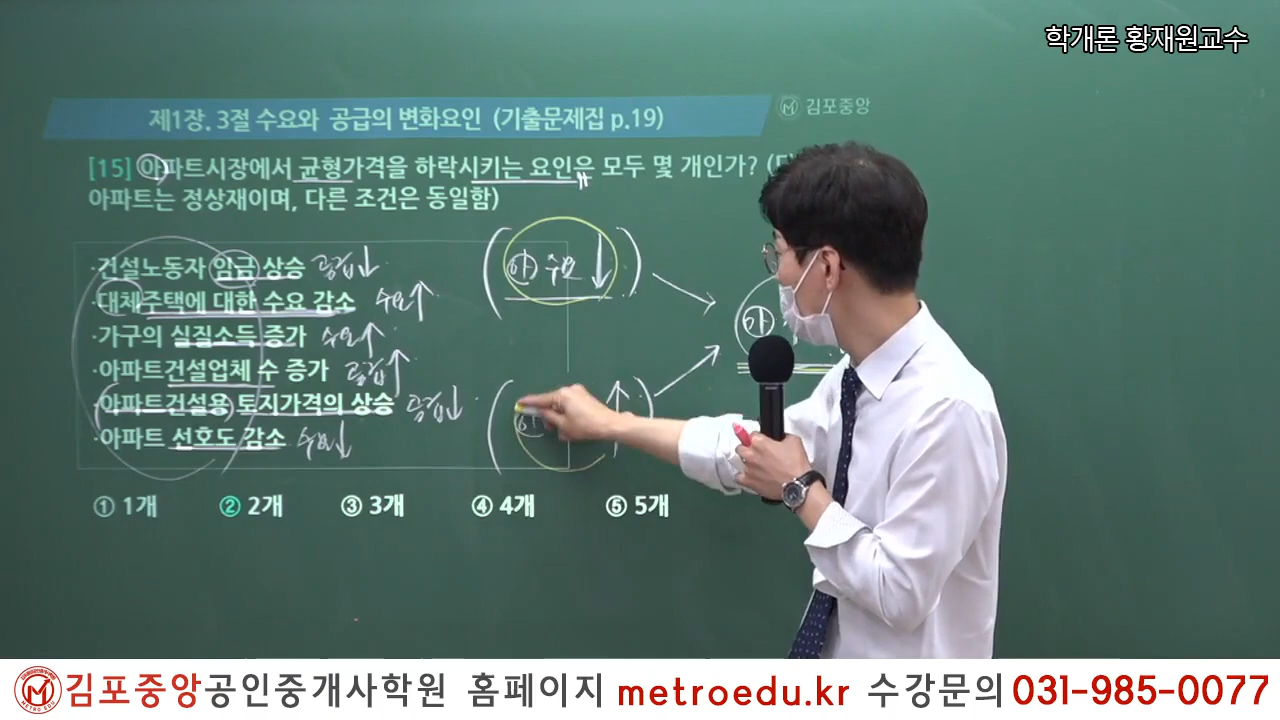 학개론 황재원교수
제1장. 3절 수요와 공급의 변화요인 (기출문제집 p.19)
김포중앙
[15] 아파트시장에서 균형가격을 하락시키는 요인은 모두 몇 개인가? (단
아파트는 정상재이며, 다른 조건은 동일함)
·건설노동자 임금 상승 공급↓
·대체주택에 대한 수요 감소 수요↑
·가구의 실질소득 증가 수요↑
·아파트건설업체 수 증가 공급↑
·아파트건설용 토지가격의 상승 공급↓
·아파트 선호도 감소 수요↓
(아 수요↓)
아
(아 ↑)
① 1개 ② 2개 ③ 3개 ④ 4개 ⑤ 5개
김포중앙공인중개사학원 홈페이지 metroedu.kr 수강문의 031-985-0077